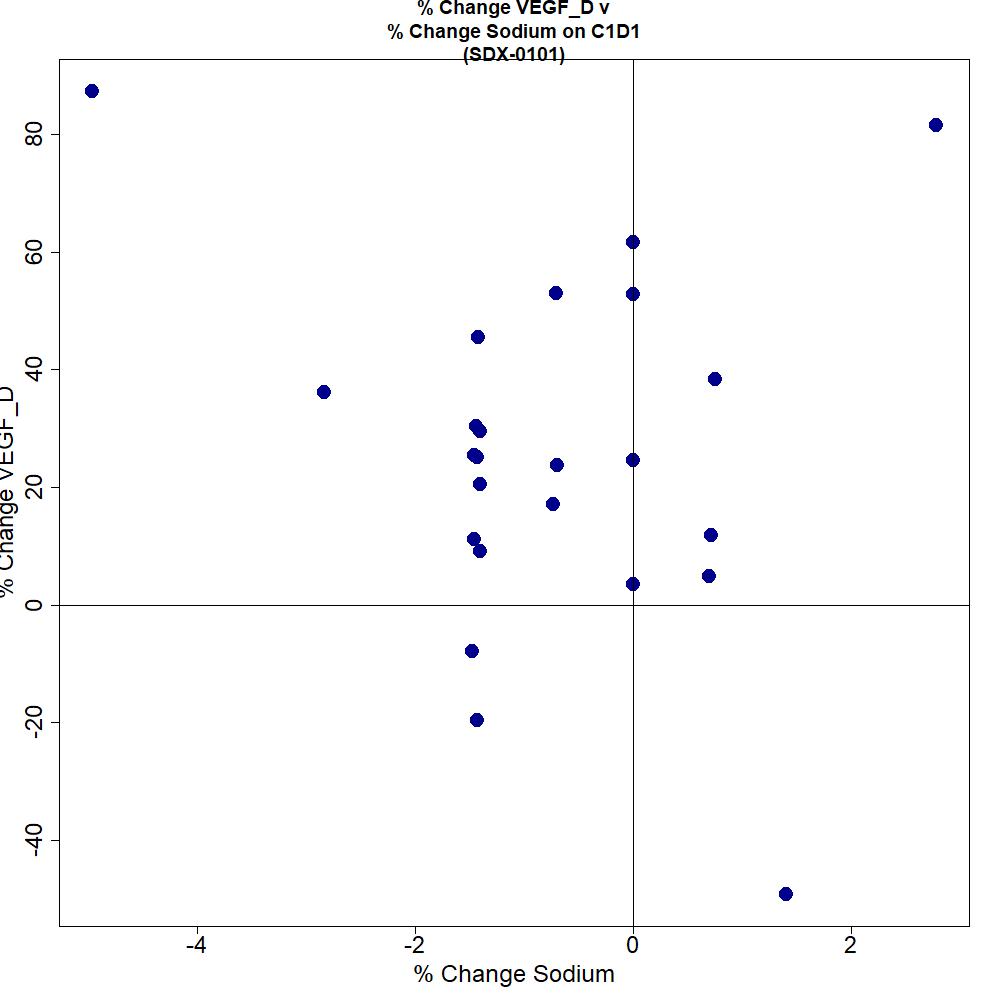 % Change VEGF_D v
% Change Sodium on C1D1
(SDX-0101)
80
60
40
20
0
-20
-40
% Change VEGF_D
-4
-2
0
2
% Change Sodium